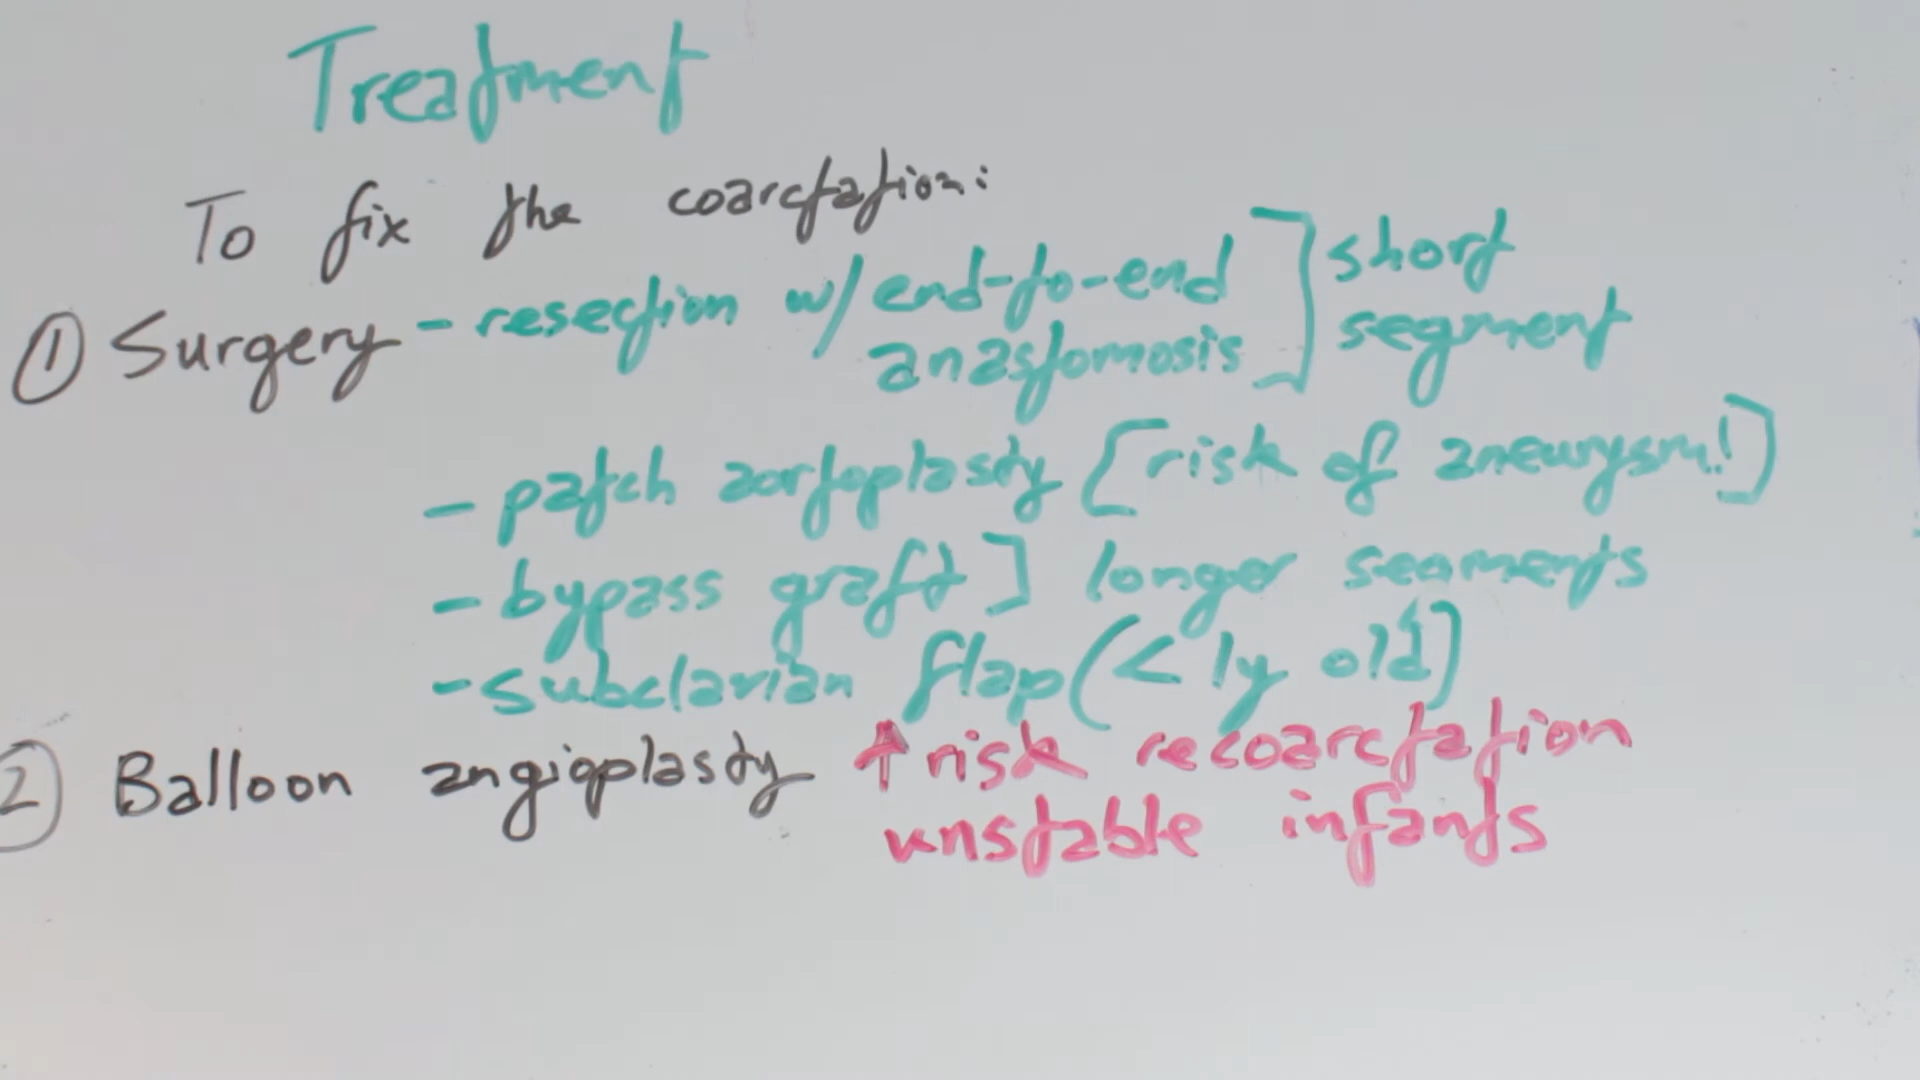 Treatment
To fix the coarctation:
① Surgery - resection w/ end-to-end ] short
anastomosis segment
- patch aortoplasty [risk of aneurysm!]
- bypass graft ] longer segments
- subclavian flap (< 1y old)
② Balloon angioplasty ↑ risk recoarctation
unstable infants